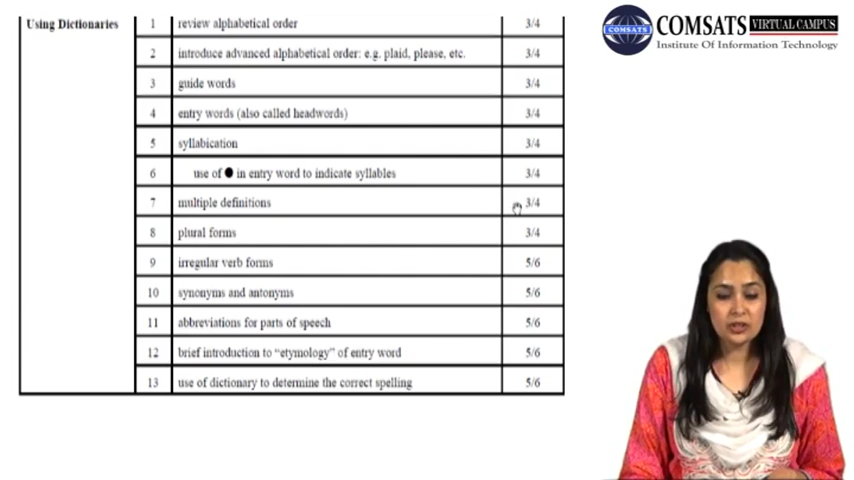 Using Dictionaries 1 review alphabetical order 3/4
2 introduce advanced alphabetical order: e.g. plaid, please, etc. 3/4
3 guide words 3/4
4 entry words (also called headwords) 3/4
5 syllabication 3/4
6 use of ● in entry word to indicate syllables 3/4
7 multiple definitions 3/4
8 plural forms 3/4
9 irregular verb forms 5/6
10 synonyms and antonyms 5/6
11 abbreviations for parts of speech 5/6
12 brief introduction to “etymology” of entry word 5/6
13 use of dictionary to determine the correct spelling 5/6
COMSATS
COMSATS VIRTUAL CAMPUS
Institute Of Information Technology